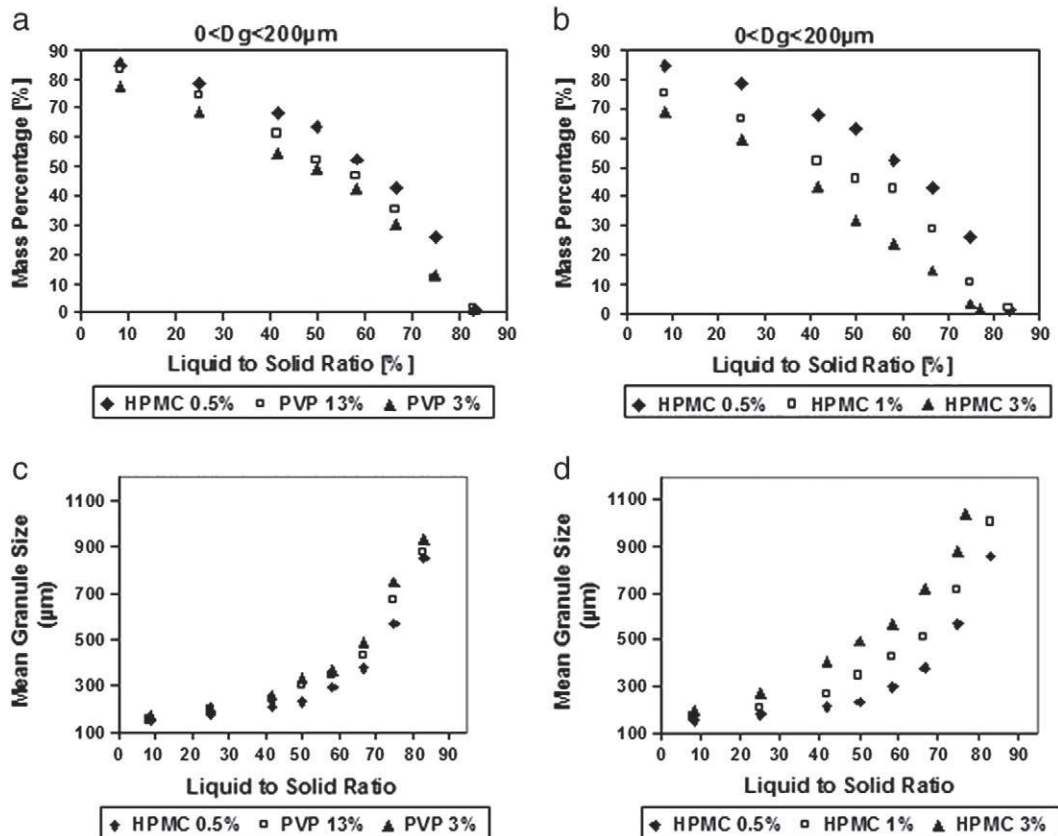 a
0<Dg<200µm
Mass Percentage [%]
90
80
70
60
50
40
30
20
10
0
0 10 20 30 40 50 60 70 80 90
Liquid to Solid Ratio [%]
HPMC 0.5% PVP 13% PVP 3%
b
0<Dg<200µm
Mass Percentage [%]
90
80
70
60
50
40
30
20
10
0
0 10 20 30 40 50 60 70 80 90
Liquid to Solid Ratio [%]
HPMC 0.5% HPMC 1% HPMC 3%
c
Mean Granule Size
(µm)
1100
900
700
500
300
100
0 10 20 30 40 50 60 70 80 90
Liquid to Solid Ratio
HPMC 0.5% PVP 13% PVP 3%
d
Mean Granule Size
(µm)
1100
900
700
500
300
100
0 10 20 30 40 50 60 70 80 90
Liquid to Solid Ratio
HPMC 0.5% HPMC 1% HPMC 3%